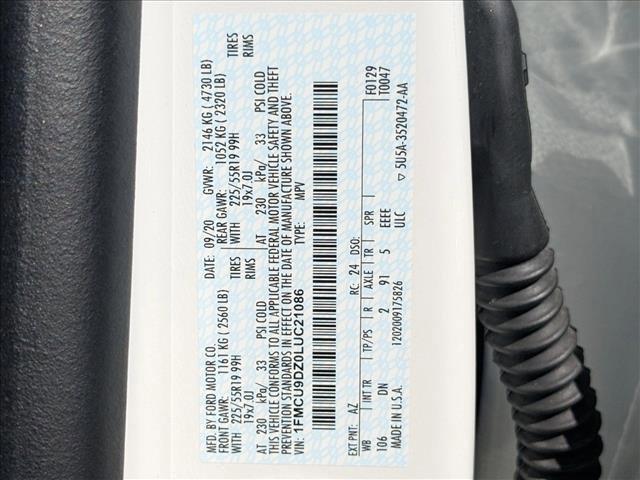 MFD. BY FORD MOTOR CO. DATE: 09/20 GVWR: 2146 KG ( 4730 LB)
FRONT GAWR: 1161 KG (2560 LB) REAR GAWR: 1052 KG ( 2320 LB)
WITH 225/55R19 99H TIRES WITH 225/55R19 99H TIRES
19x7.0J RIMS 19x7.0J RIMS
AT 230 kPa/ 33 PSI COLD AT 230 kPa/ 33 PSI COLD
THIS VEHICLE CONFORMS TO ALL APPLICABLE FEDERAL MOTOR VEHICLE SAFETY AND THEFT
PREVENTION STANDARDS IN EFFECT ON THE DATE OF MANUFACTURE SHOWN ABOVE.
VIN: 1FMCU9DZ0LUC21086 TYPE: MPV
EXT PNT: AZ RC: 24 DSO: F0129
WB INT TR TP/PS R AXLE TR SPR T0047
106 DN 2 91 5 EEEE
MADE IN U.S.A. 1202009175826 ULC ▽ 5U5A-3520472-AA